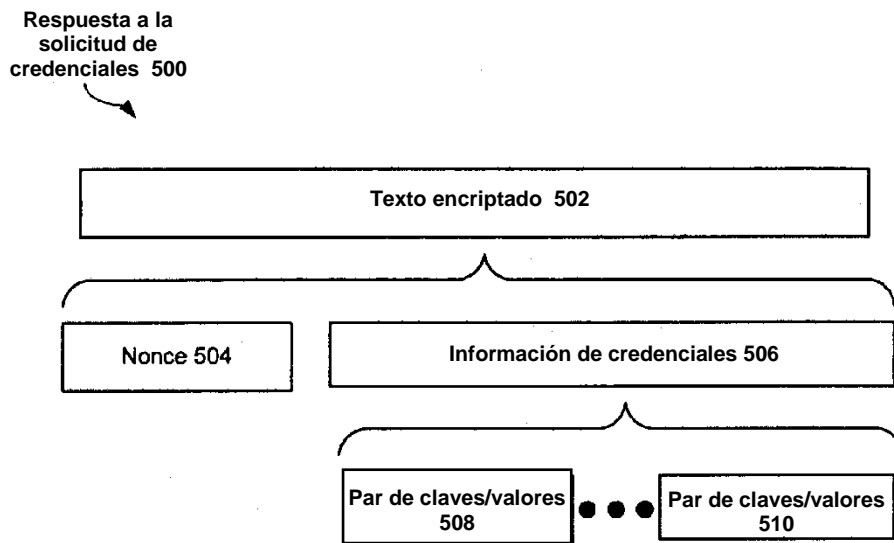 Respuesta a la
solicitud de
credenciales 500
Texto encriptado 502
Nonce 504
Información de credenciales 506
Par de claves/valores
508
Par de claves/valores
510